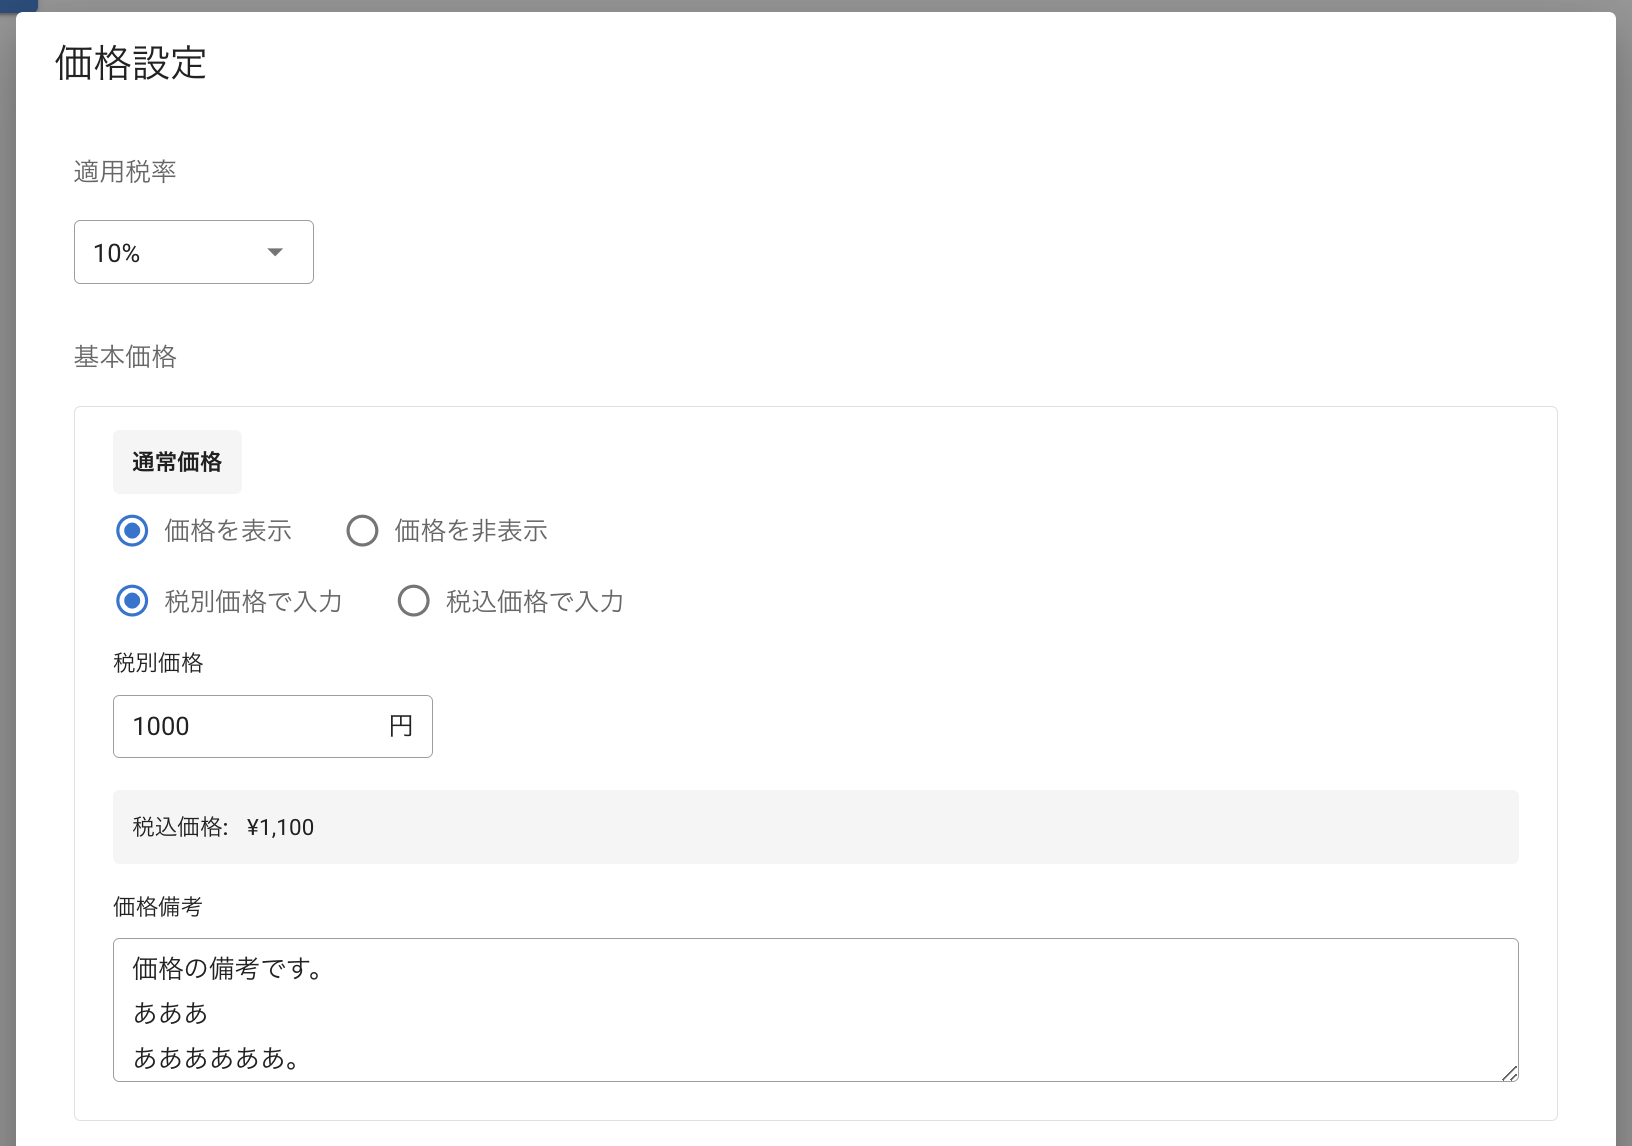 価格設定
適用税率
10%
基本価格
通常価格
価格を表示 価格を非表示
税別価格で入力 税込価格で入力
税別価格
1000 円
税込価格: ¥1,100
価格備考
価格の備考です。
あああ
ああああああ。